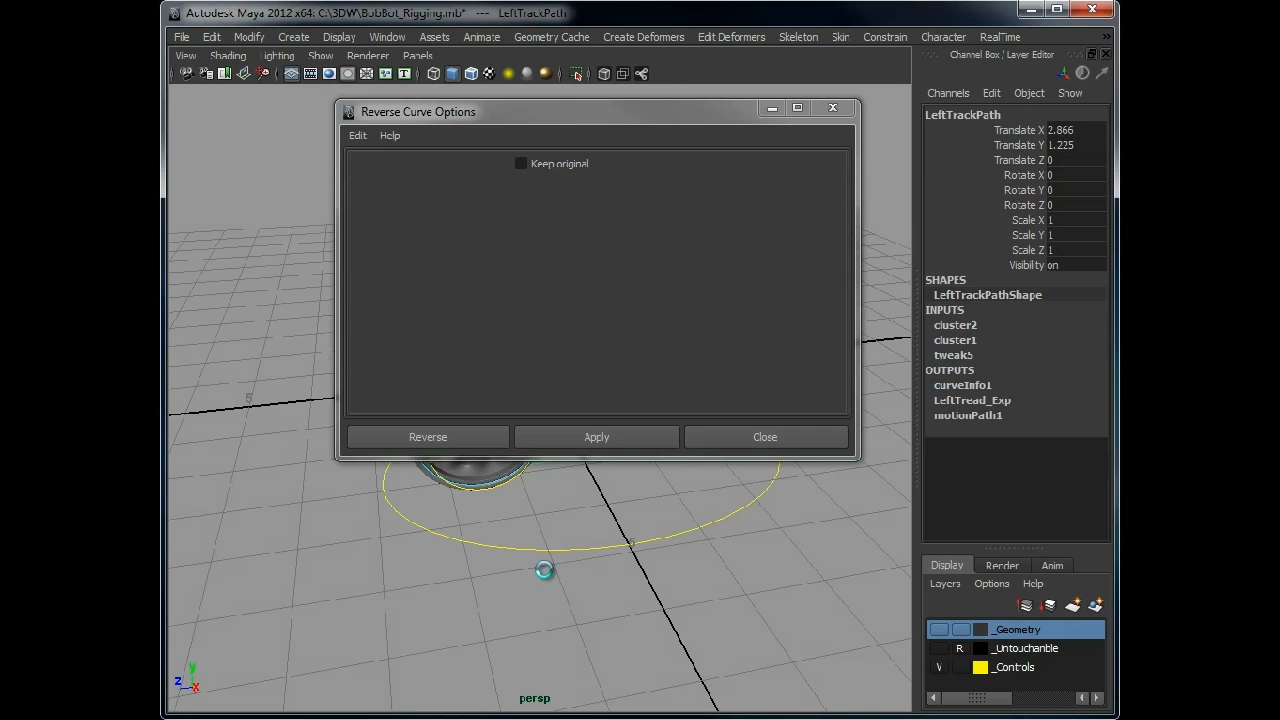 Autodesk Maya 2012 x64: C:\3DW\BobBot_Rigging.mb* --- LeftTrackPath
File Edit Modify Create Display Window Assets Animate Geometry Cache Create Deformers Edit Deformers Skeleton Skin Constrain Character RealTime »
View Shading Lighting Show Renderer Panels
Channel Box / Layer Editor
Channels Edit Object Show
Reverse Curve Options
Edit Help
Keep original
Reverse Apply Close
LeftTrackPath
Translate X 2.866
Translate Y 1.225
Translate Z 0
Rotate X 0
Rotate Y 0
Rotate Z 0
Scale X 1
Scale Y 1
Scale Z 1
Visibility on
SHAPES
LeftTrackPathShape
INPUTS
cluster2
cluster1
tweak5
OUTPUTS
curveInfo1
LeftTread_Exp
motionPath1
Display Render Anim
Layers Options Help
_Geometry
R _Untouchable
V _Controls
y
z x
persp